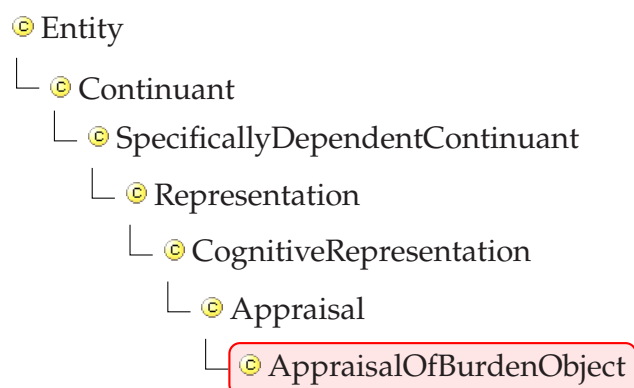 Entity
Continuant
SpecificallyDependentContinuant
Representation
CognitiveRepresentation
Appraisal
AppraisalOfBurdenObject